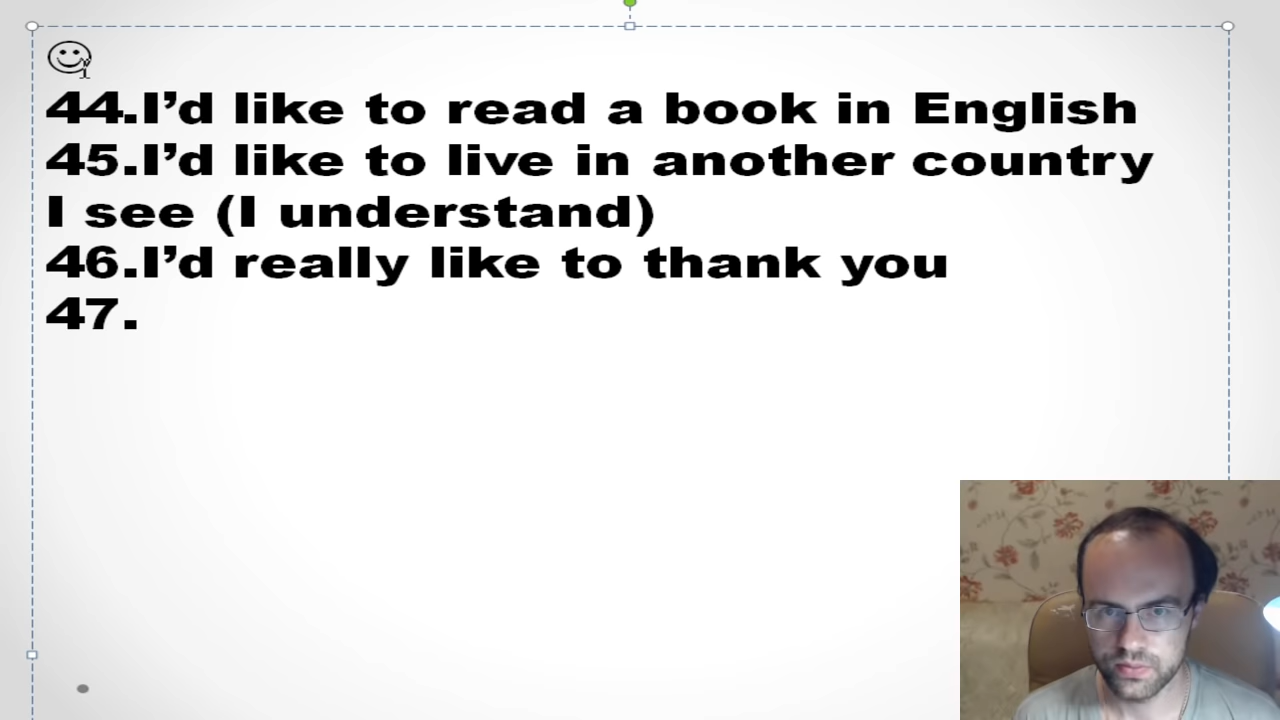 44.I’d like to read a book in English
45.I’d like to live in another country
I see (I understand)
46.I’d really like to thank you
47.